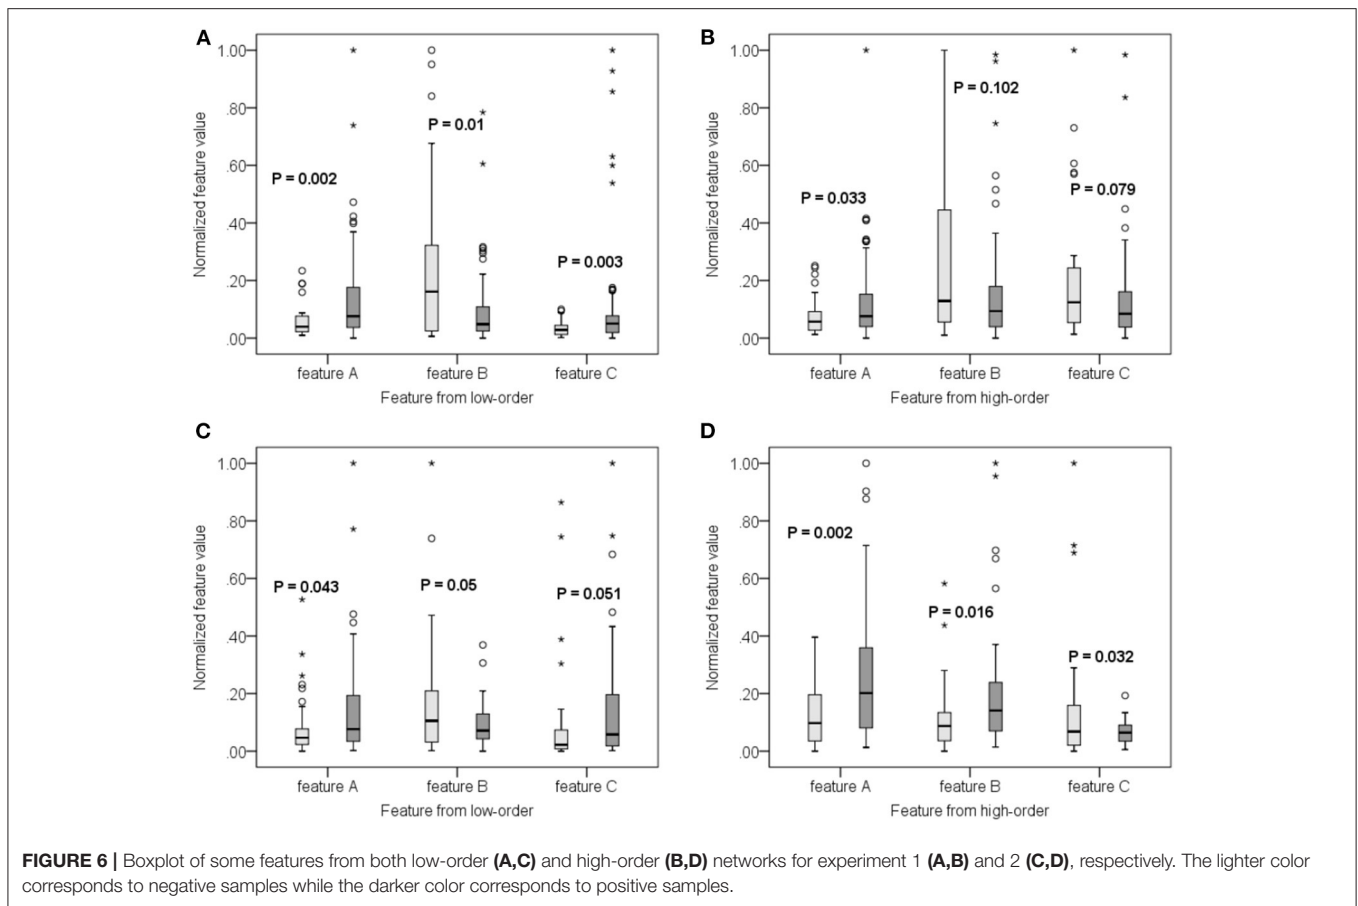 A
1.00
.80
.60
.40
.20
.00
Normalized feature value
P = 0.002
P = 0.01
P = 0.003
feature A
feature B
feature C
Feature from low-order
B
1.00
.80
.60
.40
.20
.00
Normalized feature value
P = 0.033
P = 0.102
P = 0.079
feature A
feature B
feature C
Feature from high-order
C
1.00
.80
.60
.40
.20
.00
Normalized feature value
P = 0.043
P = 0.05
P = 0.051
feature A
feature B
feature C
Feature from low-order
D
1.00
.80
.60
.40
.20
.00
Normalized feature value
P = 0.002
P = 0.016
P = 0.032
feature A
feature B
feature C
Feature from high-order
FIGURE 6 | Boxplot of some features from both low-order (A,C) and high-order (B,D) networks for experiment 1 (A,B) and 2 (C,D), respectively. The lighter color
corresponds to negative samples while the darker color corresponds to positive samples.